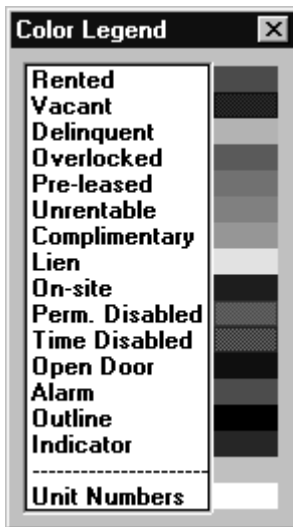 Color Legend
Rented
Vacant
Delinquent
Overlocked
Pre-leased
Unrentable
Complimentary
Lien
On-site
Perm. Disabled
Time Disabled
Open Door
Alarm
Outline
Indicator
--------------------
Unit Numbers